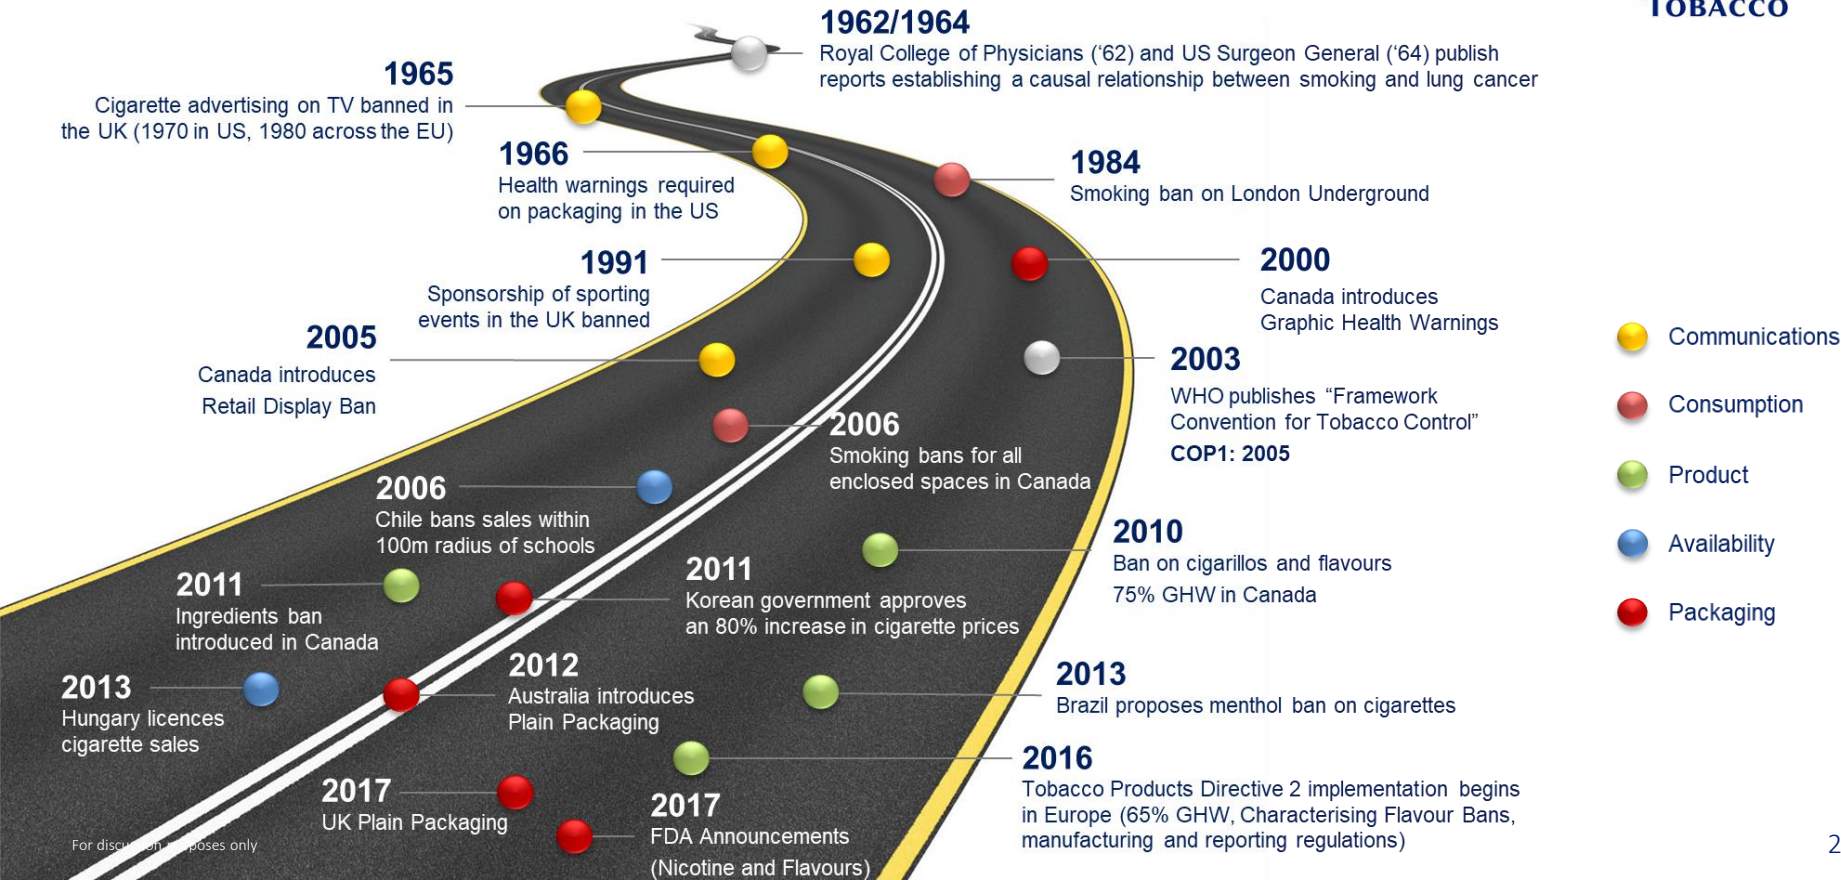 TOBACCO
1962/1964
Royal College of Physicians (‘62) and US Surgeon General (‘64) publish
reports establishing a causal relationship between smoking and lung cancer
1965
Cigarette advertising on TV banned in
the UK (1970 in US, 1980 across the EU)
1966
Health warnings required
on packaging in the US
1984
Smoking ban on London Underground
1991
Sponsorship of sporting
events in the UK banned
2000
Canada introduces
Graphic Health Warnings
2005
Canada introduces
Retail Display Ban
2003
WHO publishes “Framework
Convention for Tobacco Control”
COP1: 2005
2006
Smoking bans for all
enclosed spaces in Canada
2006
Chile bans sales within
100m radius of schools
2010
Ban on cigarillos and flavours
75% GHW in Canada
2011
Ingredients ban
introduced in Canada
2011
Korean government approves
an 80% increase in cigarette prices
2013
Hungary licences
cigarette sales
2012
Australia introduces
Plain Packaging
2013
Brazil proposes menthol ban on cigarettes
2016
Tobacco Products Directive 2 implementation begins
in Europe (65% GHW, Characterising Flavour Bans,
manufacturing and reporting regulations)
2017
UK Plain Packaging
2017
FDA Announcements
(Nicotine and Flavours)
Communications
Consumption
Product
Availability
Packaging
For discussion purposes only
2